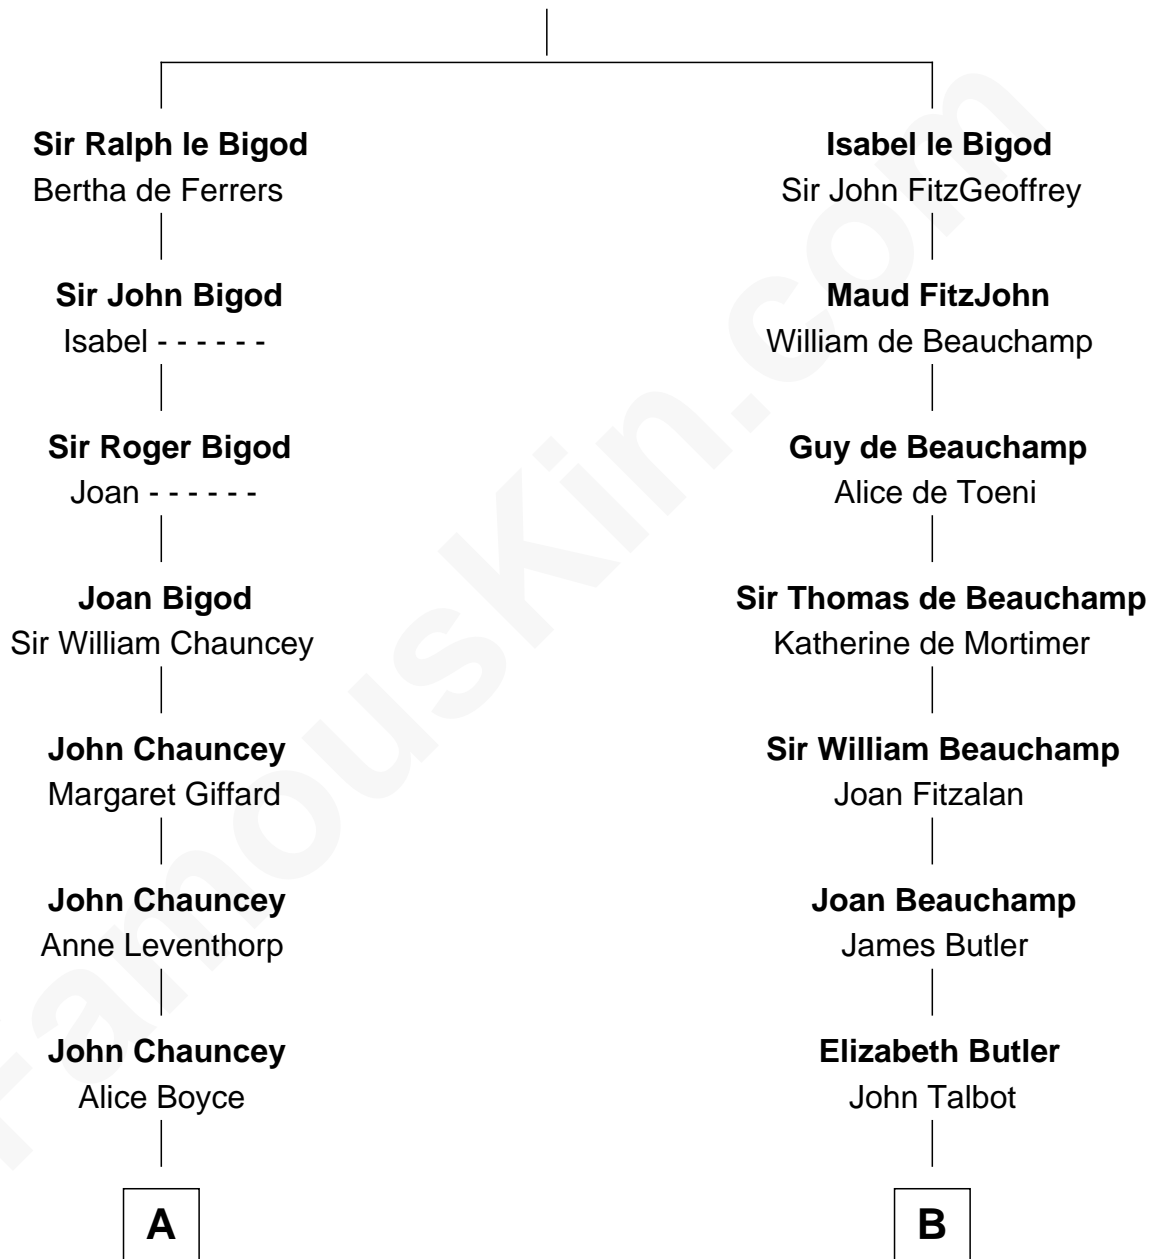 Sir Ralph le Bigod
Bertha de Ferrers
Sir John Bigod
Isabel - - - - - -
Sir Roger Bigod
Joan - - - - - -
Joan Bigod
Sir William Chauncey
John Chauncey
Margaret Giffard
John Chauncey
Anne Leventhorp
John Chauncey
Alice Boyce
A
Isabel le Bigod
Sir John FitzGeoffrey
Maud FitzJohn
William de Beauchamp
Guy de Beauchamp
Alice de Toeni
Sir Thomas de Beauchamp
Katherine de Mortimer
Sir William Beauchamp
Joan Fitzalan
Joan Beauchamp
James Butler
Elizabeth Butler
John Talbot
B
FamousKin.com